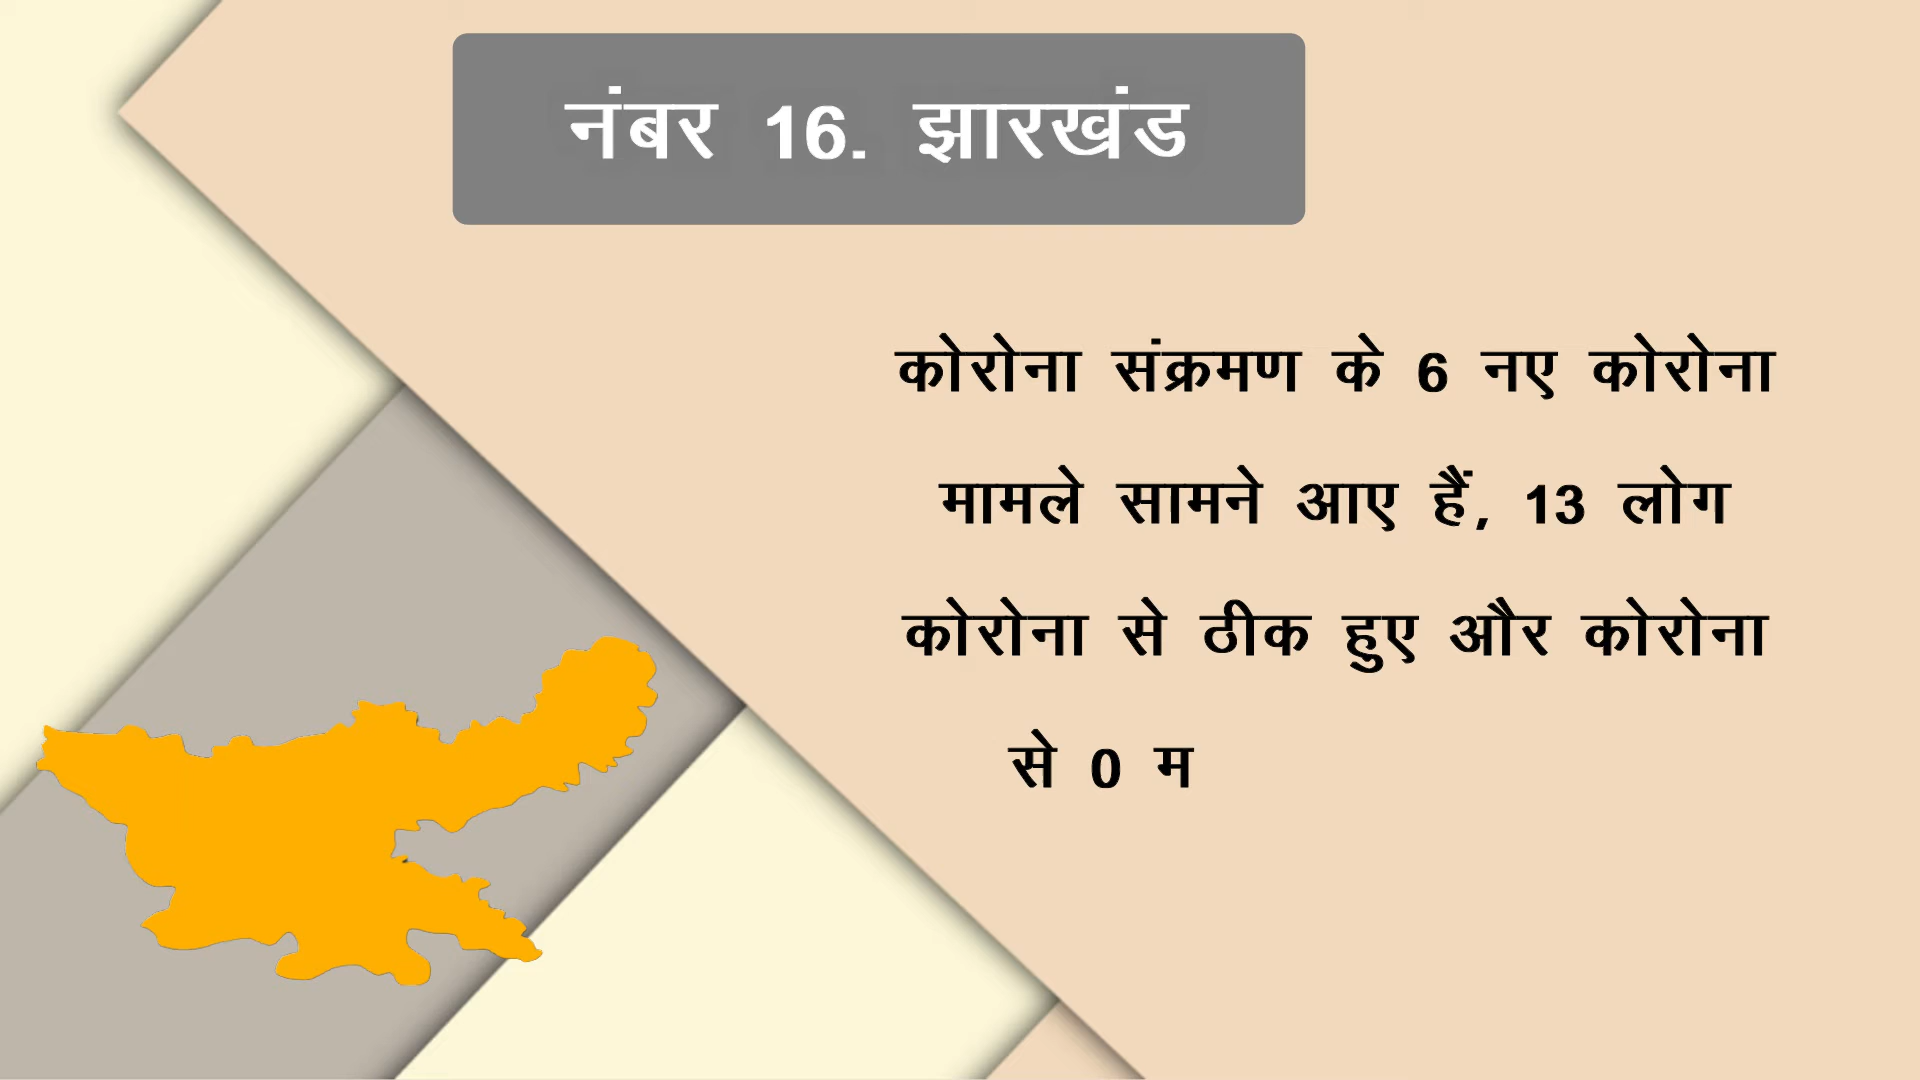 नंबर 16. झारखंड
कोरोना संक्रमण के 6 नए कोरोना
मामले सामने आए हैं, 13 लोग
कोरोना से ठीक हुए और कोरोना
से 0 म